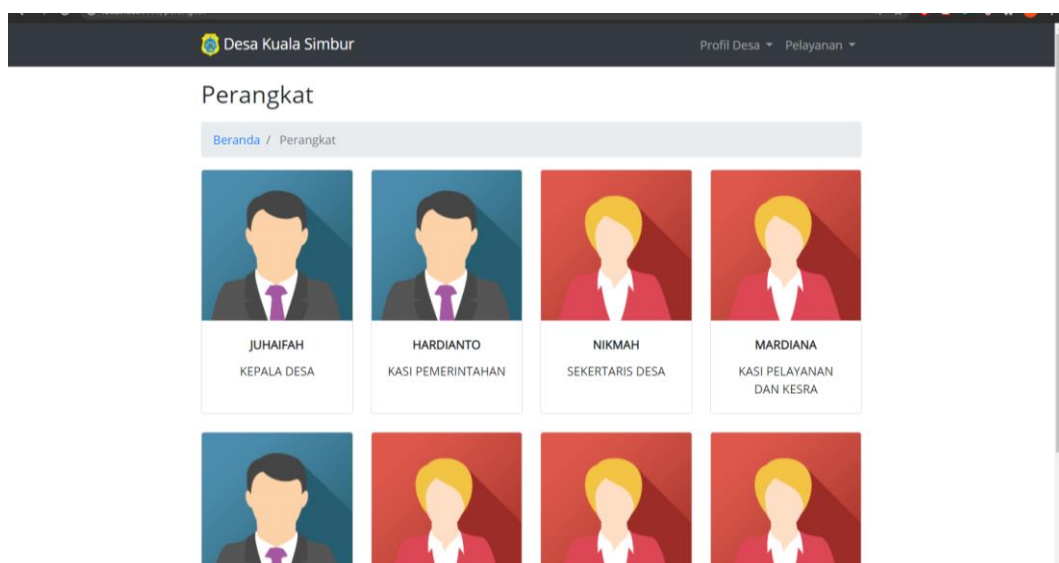 Desa Kuala Simbur
Profil Desa
Pelayanan
Perangkat
Beranda / Perangkat
JUHAIFAH
KEPALA DESA
HARDIANTO
KASI PEMERINTAHAN
NIKMAH
SEKERTARIS DESA
MARDIANA
KASI PELAYANAN
DAN KESRA